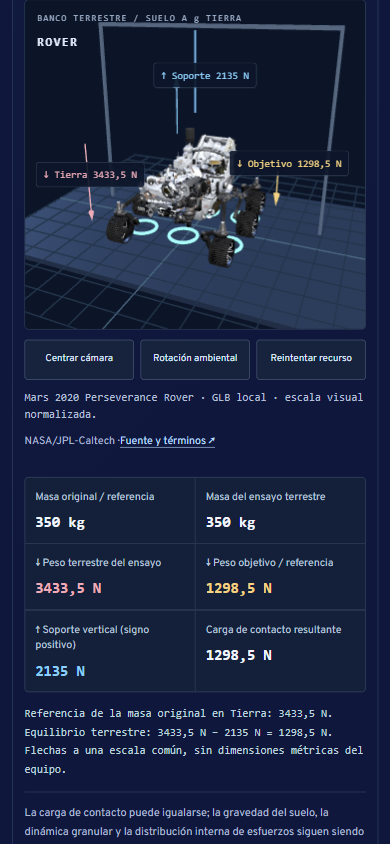 BANCO TERRESTRE / SUELO A g TIERRA
ROVER
↑ Soporte 2135 N
↓ Objetivo 1298,5 N
↓ Tierra 3433,5 N
Centrar cámara
Rotación ambiental
Reintentar recurso
Mars 2020 Perseverance Rover · GLB local · escala visual
normalizada.
NASA/JPL-Caltech ·Fuente y términos ↗
Masa original / referencia
350 kg
Masa del ensayo terrestre
350 kg
↓ Peso terrestre del ensayo
3433,5 N
↓ Peso objetivo / referencia
1298,5 N
↑ Soporte vertical (signo
positivo)
2135 N
Carga de contacto resultante
1298,5 N
Referencia de la masa original en Tierra: 3433,5 N.
Equilibrio terrestre: 3433,5 N − 2135 N = 1298,5 N.
Flechas a una escala común, sin dimensiones métricas del
equipo.
La carga de contacto puede igualarse; la gravedad del suelo, la
dinámica granular y la distribución interna de esfuerzos siguen siendo